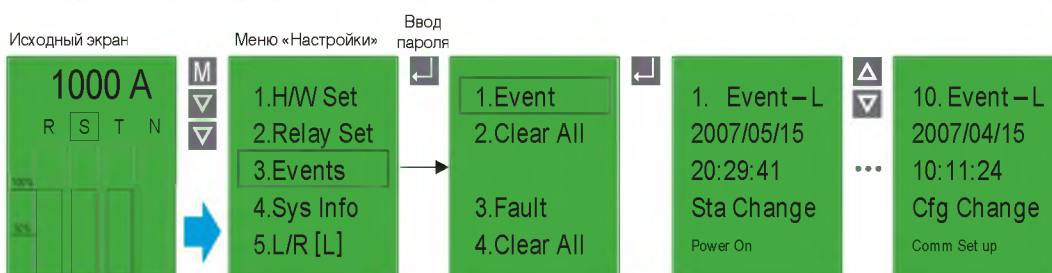 Исходный экран
1000 A
R S T N
100%
50%
M
Меню «Настройки»
1.H/W Set
2.Relay Set
3.Events
4.Sys Info
5.L/R [L]
Ввод
пароля
1.Event
2.Clear All
3.Fault
4.Clear All
1. Event–L
2007/05/15
20:29:41
Sta Change
Power On
...
10. Event–L
2007/04/15
10:11:24
Cfg Change
Comm Set up